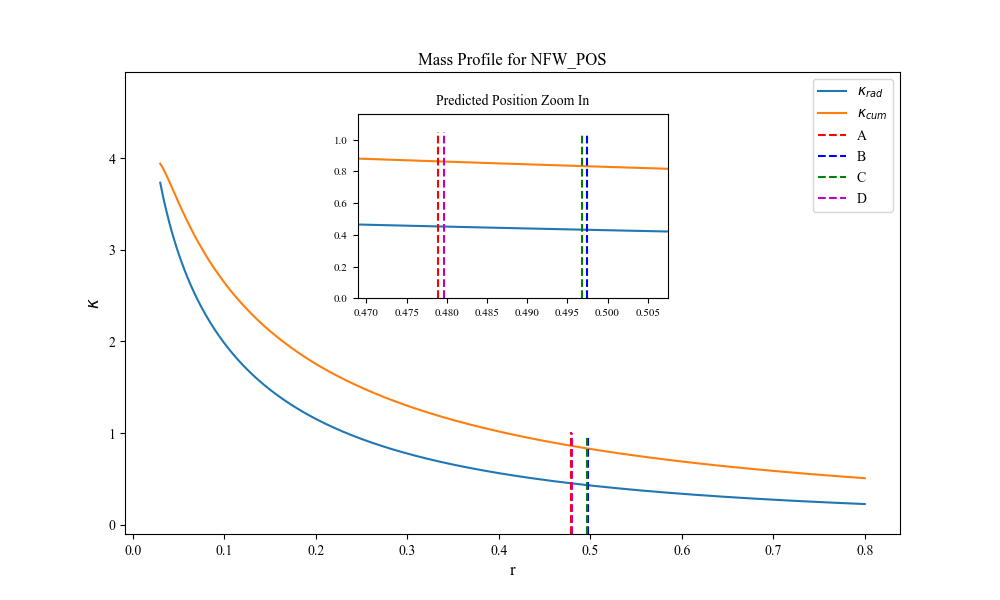 Mass Profile for NFW_POS
κ_rad
κ_cum
A
B
C
D
Predicted Position Zoom In
1.0
0.8
0.6
0.4
0.2
0.0
0.470 0.475 0.480 0.485 0.490 0.495 0.500 0.505
4
3
2
1
0
κ
0.0 0.1 0.2 0.3 0.4 0.5 0.6 0.7 0.8
r